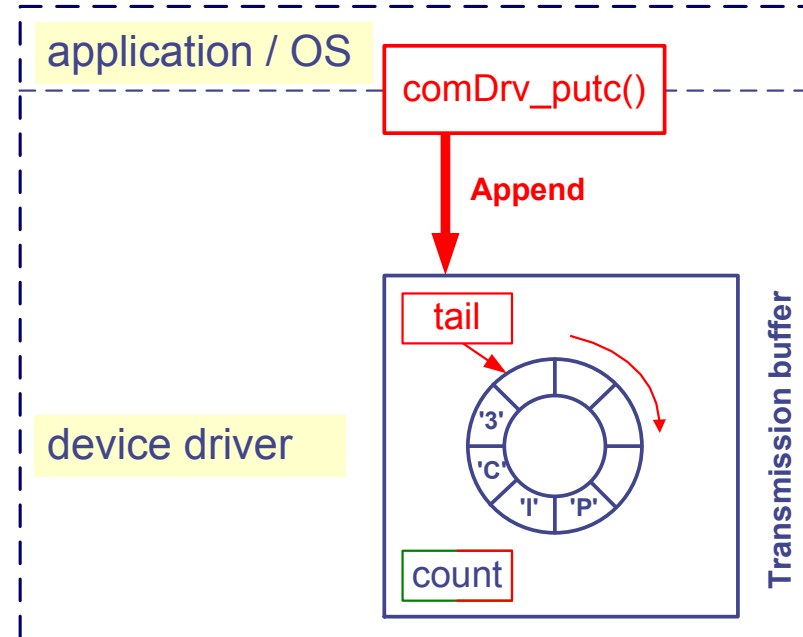 application / OS
comDrv_putc()
Append
tail
'3'
'C'
'I'
'P'
device driver
count
Transmission buffer